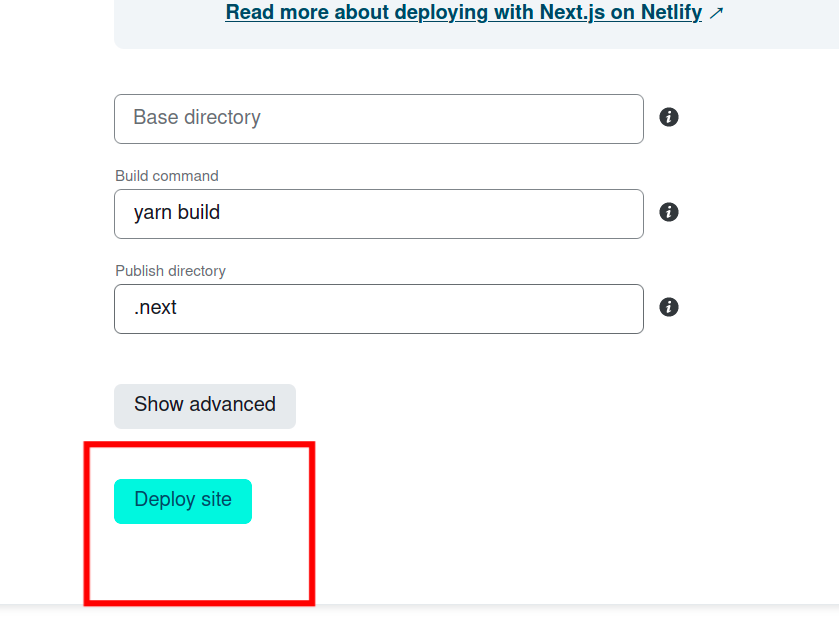 Read more about deploying with Next.js on Netlify ↗
Base directory
Build command
yarn build
Publish directory
.next
Show advanced
Deploy site